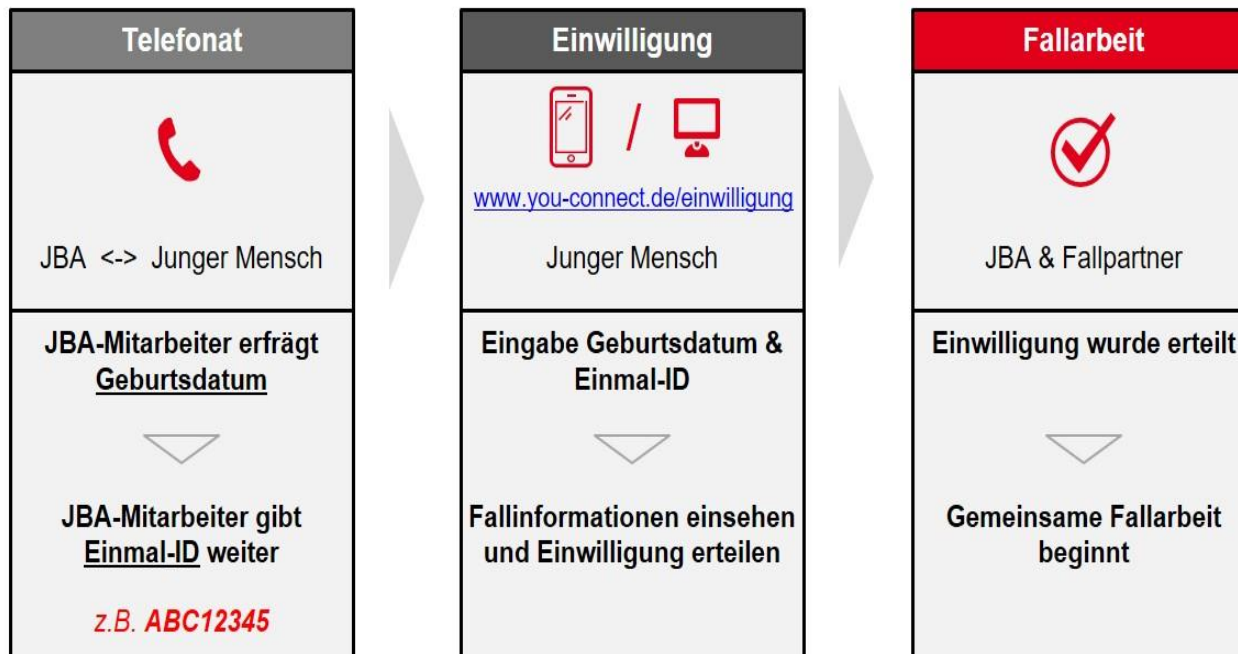 Telefonat
JBA <-> Junger Mensch
JBA-Mitarbeiter erfrägt
Geburtsdatum
JBA-Mitarbeiter gibt
Einmal-ID weiter
z.B. ABC12345
Einwilligung
/
www.you-connect.de/einwilligung
Junger Mensch
Eingabe Geburtsdatum &
Einmal-ID
Fallinformationen einsehen
und Einwilligung erteilen
Fallarbeit
JBA & Fallpartner
Einwilligung wurde erteilt
Gemeinsame Fallarbeit
beginnt